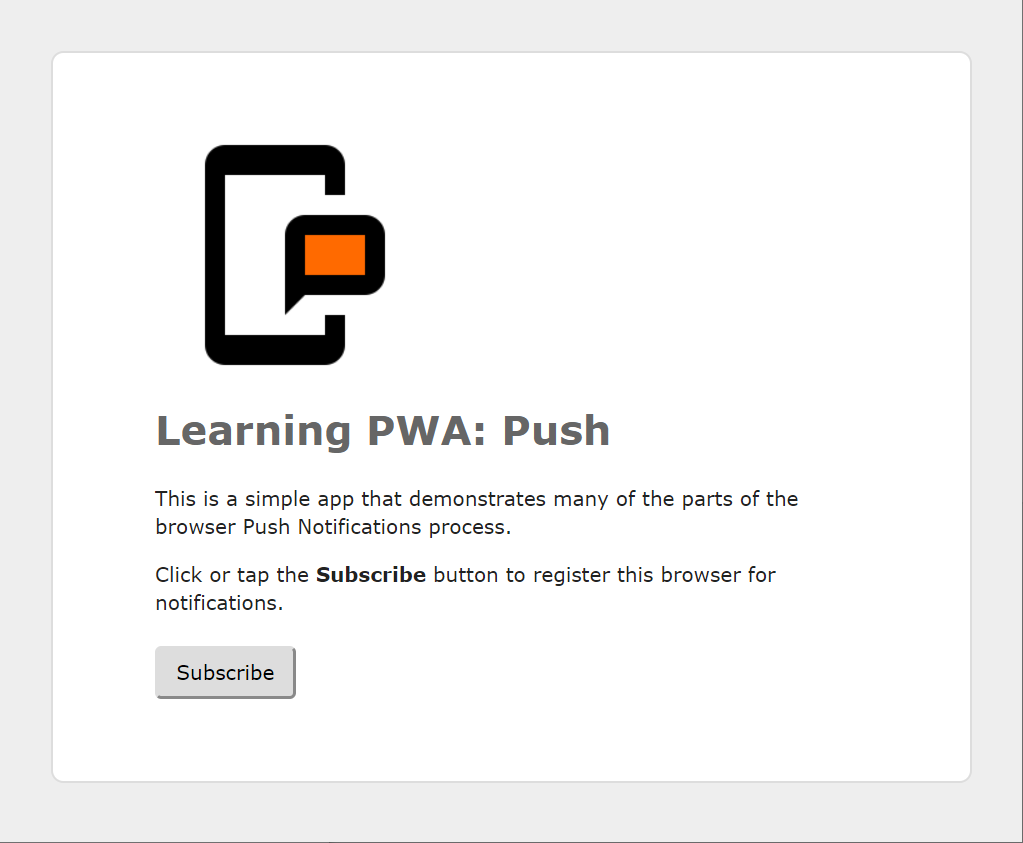 Learning PWA: Push
This is a simple app that demonstrates many of the parts of the
browser Push Notifications process.
Click or tap the Subscribe button to register this browser for
notifications.
Subscribe